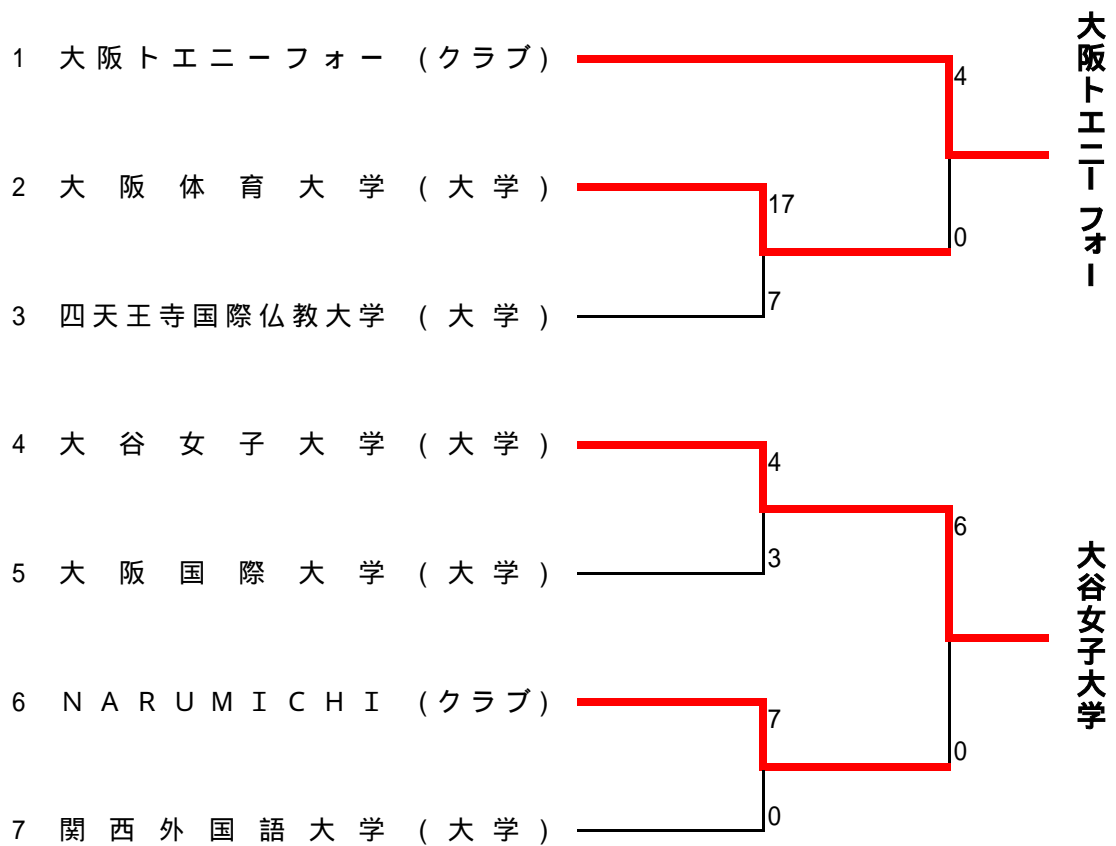 1 大阪トエニーフォー (クラブ)
4
2 大阪体育大学 (大学)
17
0
7
3 四天王寺国際仏教大学 (大学)
大阪トエニーフォー
4 大谷女子大学 (大学)
4
6
3
5 大阪国際大学 (大学)
6 NARUMICHI (クラブ)
7
0
0
7 関西外国語大学 (大学)
大谷女子大学